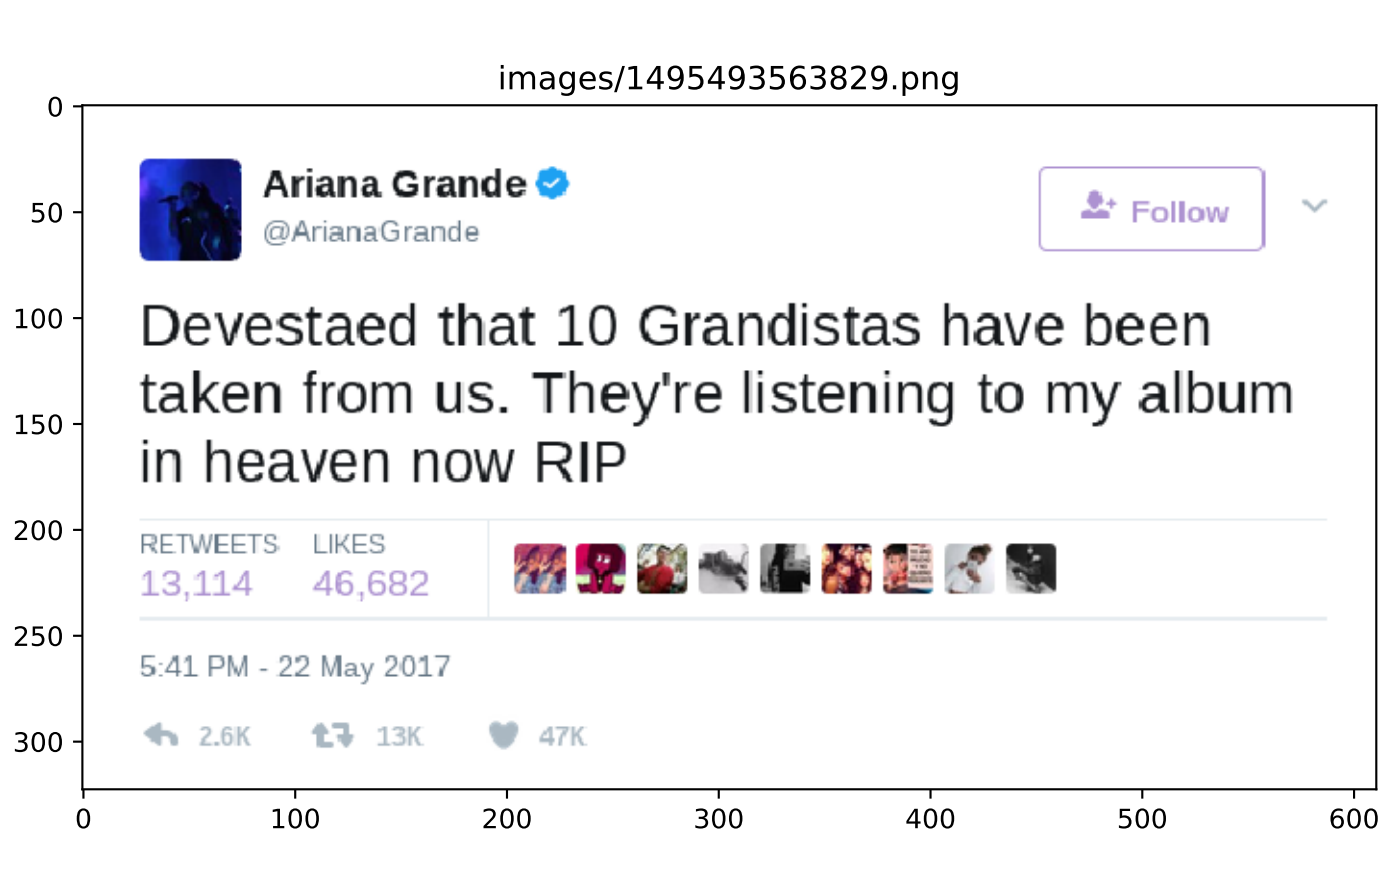 images/1495493563829.png
Ariana Grande
@ArianaGrande
Follow
Devestaed that 10 Grandistas have been
taken from us. They're listening to my album
in heaven now RIP
RETWEETS LIKES
13,114 46,682
5:41 PM - 22 May 2017
2.6K 13K 47K
0
50
100
150
200
250
300
0 100 200 300 400 500 600